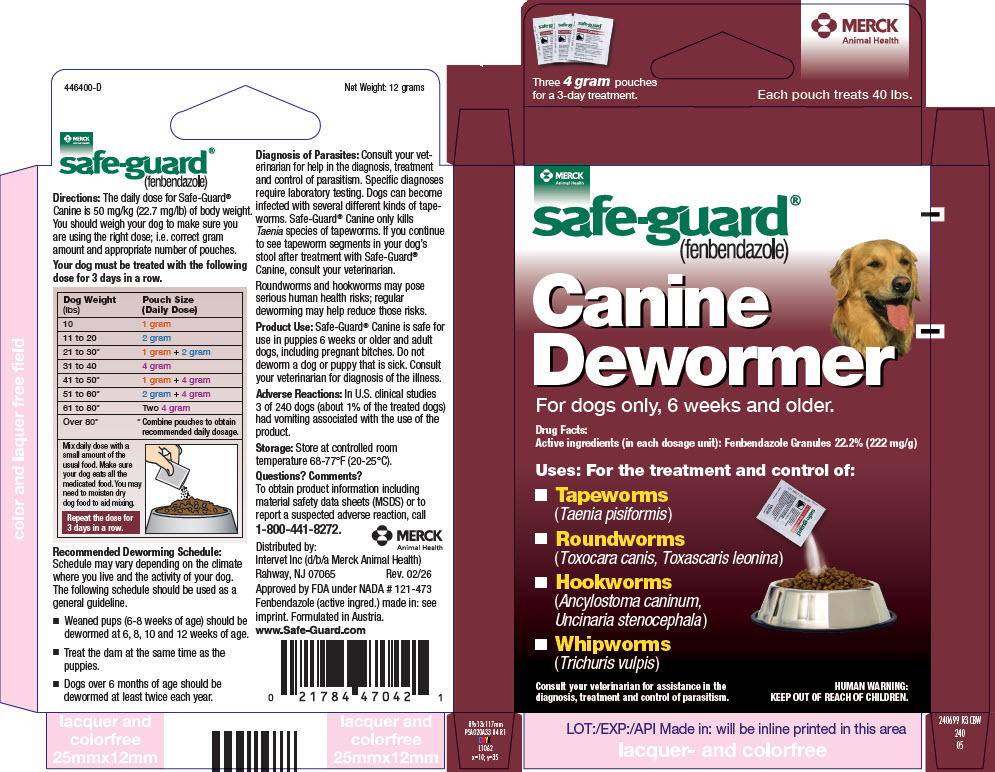 446400-D
Net Weight: 12 grams
MERCK
safe-guard®
(fenbendazole)
Directions: The daily dose for Safe-Guard®
Canine is 50 mg/kg (22.7 mg/lb) of body weight.
You should weigh your dog to make sure you
are using the right dose; i.e. correct gram
amount and appropriate number of pouches.
Your dog must be treated with the following
dose for 3 days in a row.
Dog Weight (lbs) Pouch Size (Daily Dose)
10 1 gram
11 to 20 2 gram
21 to 30* 1 gram + 2 gram
31 to 40 4 gram
41 to 50* 1 gram + 4 gram
51 to 60* 2 gram + 4 gram
61 to 80* Two 4 gram
Over 80* * Combine pouches to obtain
recommended daily dosage.
Mix daily dose with a
small amount of the
usual food. Make sure
your dog eats all the
medicated food. You may
need to moisten dry
dog food to aid mixing.
Repeat the dose for
3 days in a row.
Recommended Deworming Schedule:
Schedule may vary depending on the climate
where you live and the activity of your dog.
The following schedule should be used as a
general guideline.
■ Weaned pups (6-8 weeks of age) should be
dewormed at 6, 8, 10 and 12 weeks of age.
■ Treat the dam at the same time as the
puppies.
■ Dogs over 6 months of age should be
dewormed at least twice each year.
Diagnosis of Parasites: Consult your vet-
erinarian for help in the diagnosis, treatment
and control of parasitism. Specific diagnoses
require laboratory testing. Dogs can become
infected with several different kinds of tape-
worms. Safe-Guard® Canine only kills
Taenia species of tapeworms. If you continue
to see tapeworm segments in your dog's
stool after treatment with Safe-Guard®
Canine, consult your veterinarian.
Roundworms and hookworms may pose
serious human health risks; regular
deworming may help reduce those risks.
Product Use: Safe-Guard® Canine is safe for
use in puppies 6 weeks or older and adult
dogs, including pregnant bitches. Do not
deworm a dog or puppy that is sick. Consult
your veterinarian for diagnosis of the illness.
Adverse Reactions: In U.S. clinical studies
3 of 240 dogs (about 1% of the treated dogs)
had vomiting associated with the use of the
product.
Storage: Store at controlled room
temperature 68-77°F (20-25°C).
Questions? Comments?
To obtain product information including
material safety data sheets (MSDS) or to
report a suspected adverse reaction, call
1-800-441-8272.
MERCK
Animal Health
Distributed by:
Intervet Inc (d/b/a Merck Animal Health)
Rahway, NJ 07065 Rev. 02/26
Approved by FDA under NADA # 121-473
Fenbendazole (active ingred.) made in: see
imprint. Formulated in Austria.
www.Safe-Guard.com
0 21784 47042 1
color and laquer free field
lacquer and
colorfree
25mmx12mm
lacquer and
colorfree
25mmx12mm
Three 4 gram pouches
for a 3-day treatment.
MERCK
Animal Health
Each pouch treats 40 lbs.
MERCK
Animal Health
safe-guard®
(fenbendazole)
Canine
Dewormer
For dogs only, 6 weeks and older.
Drug Facts:
Active ingredients (in each dosage unit): Fenbendazole Granules 22.2% (222 mg/g)
Uses: For the treatment and control of:
■ Tapeworms
(Taenia pisiformis)
■ Roundworms
(Toxocara canis, Toxascaris leonina)
■ Hookworms
(Ancylostoma caninum,
Uncinaria stenocephala)
■ Whipworms
(Trichuris vulpis)
Consult your veterinarian for assistance in the
diagnosis, treatment and control of parasitism.
HUMAN WARNING:
KEEP OUT OF REACH OF CHILDREN.
LOT:/EXP:/API Made in: will be inline printed in this area
lacquer- and colorfree
L1062
x=10; y=35
240699 R3 CBW
240
05